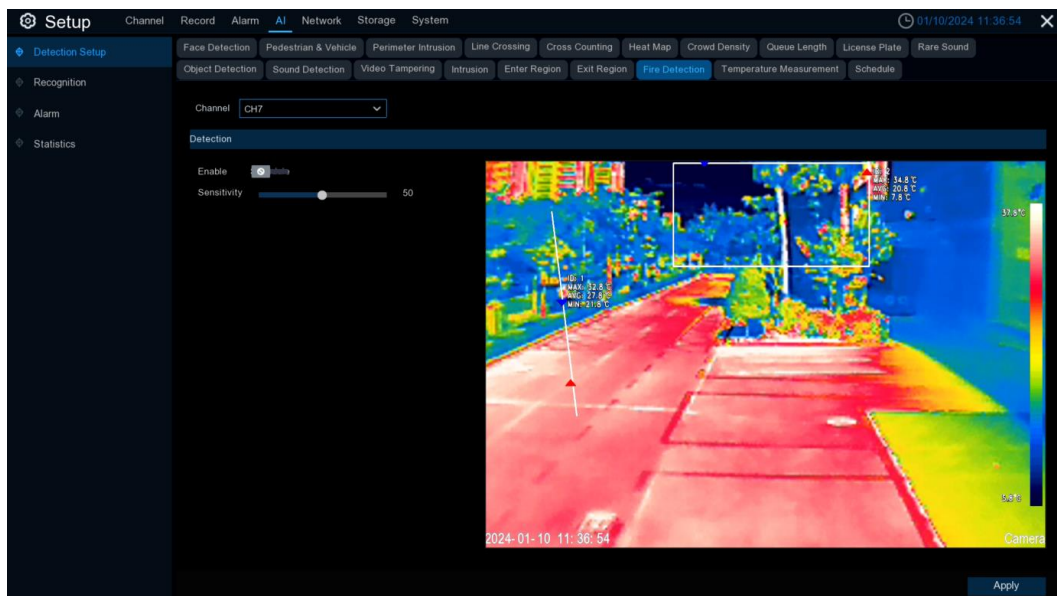 Setup Channel Record Alarm AI Network Storage System 01/10/2024 11:36:54
Detection Setup
Recognition
Alarm
Statistics
Face Detection Pedestrian & Vehicle Perimeter Intrusion Line Crossing Cross Counting Heat Map Crowd Density Queue Length License Plate Rare Sound
Object Detection Sound Detection Video Tampering Intrusion Enter Region Exit Region Fire Detection Temperature Measurement Schedule
Channel CH7
Detection
Enable
Sensitivity 50
ID: 2
MAX: 34.8℃
AVG: 20.8℃
MIN: 7.8℃
37.8℃
ID: 1
MAX: 32.8℃
AVG: 27.8℃
MIN: 21.8℃
2024-01-10 11:36:54
Camera
Apply